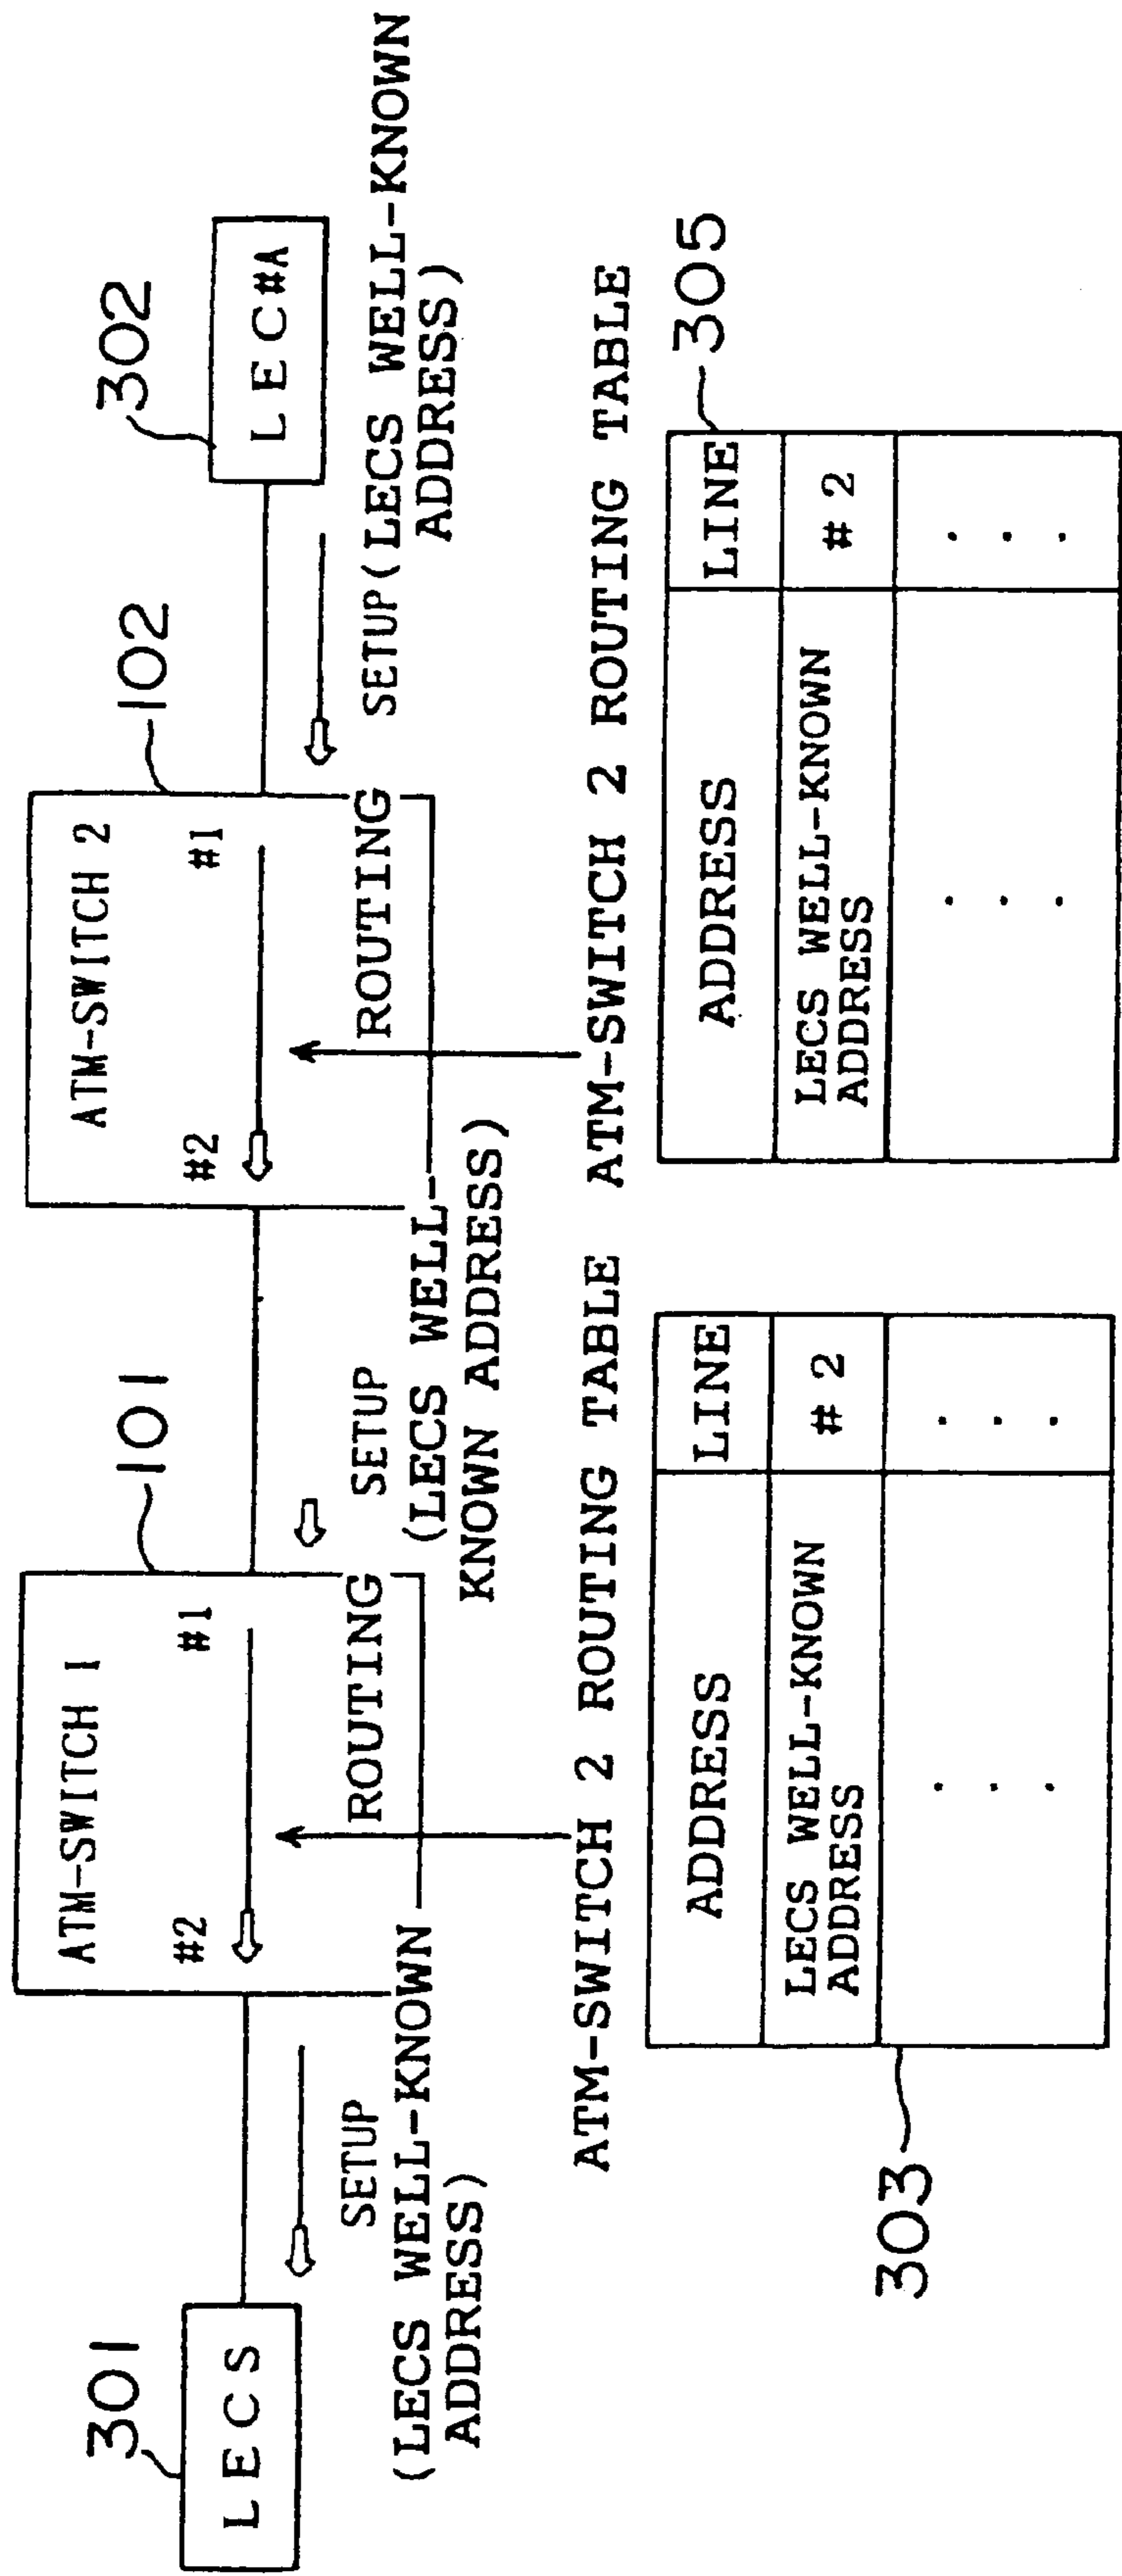 301
LECS
SETUP
(LECS WELL-KNOWN
ADDRESS)
101
ATM-SWITCH 1
#2
#1
ROUTING
SETUP
(LECS WELL-
KNOWN ADDRESS)
102
ATM-SWITCH 2
#2
#1
ROUTING
SETUP(LECS WELL-KNOWN
ADDRESS)
302
LEC#A
ATM-SWITCH 2 ROUTING TABLE
303
ADDRESS
LINE
LECS WELL-KNOWN
ADDRESS
#2
. . .
. . .
ATM-SWITCH 2 ROUTING TABLE
305
ADDRESS
LINE
LECS WELL-KNOWN
ADDRESS
#2
. . .
. . .